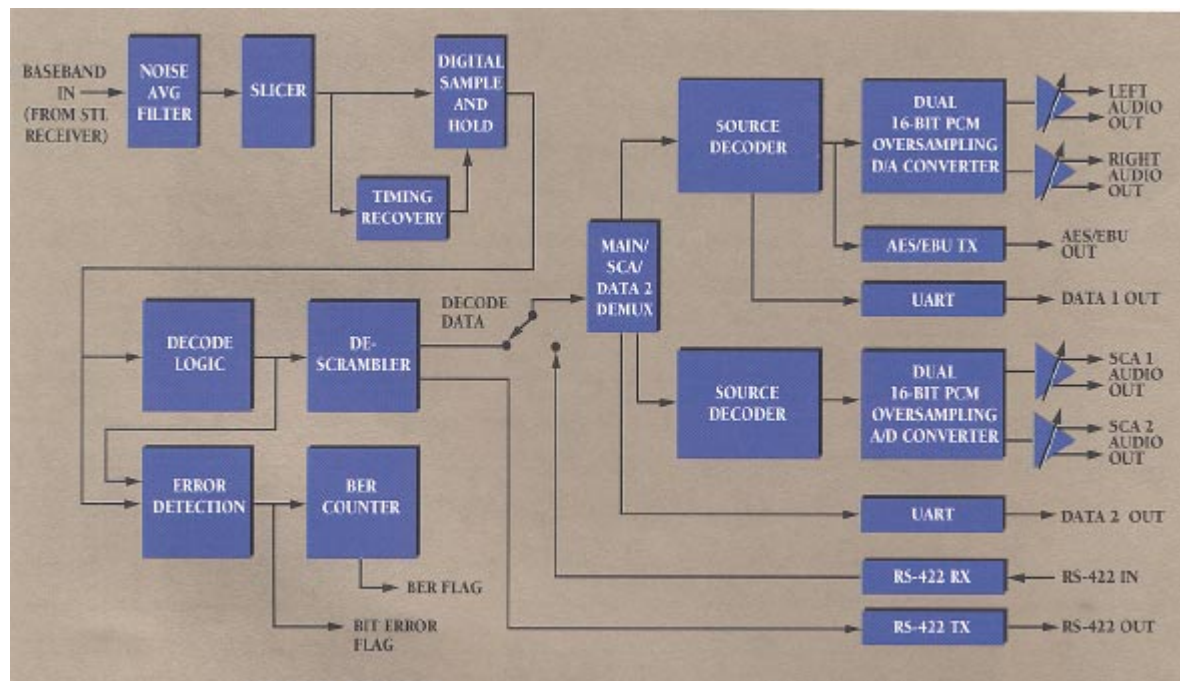 BASEBAND
IN
(FROM STL
RECEIVER)
NOISE
AVG
FILTER
SLICER
DIGITAL
SAMPLE
AND
HOLD
TIMING
RECOVERY
DECODE
LOGIC
DE-
SCRAMBLER
DECODE
DATA
ERROR
DETECTION
BER
COUNTER
BER FLAG
BIT ERROR
FLAG
MAIN/
SCA/
DATA 2
DEMUX
SOURCE
DECODER
DUAL
16-BIT PCM
OVERSAMPLING
D/A CONVERTER
LEFT
AUDIO
OUT
RIGHT
AUDIO
OUT
AES/EBU TX
AES/EBU
OUT
UART
DATA 1 OUT
SOURCE
DECODER
DUAL
16-BIT PCM
OVERSAMPLING
A/D CONVERTER
SCA 1
AUDIO
OUT
SCA 2
AUDIO
OUT
UART
DATA 2 OUT
RS-422 RX
RS-422 IN
RS-422 TX
RS-422 OUT